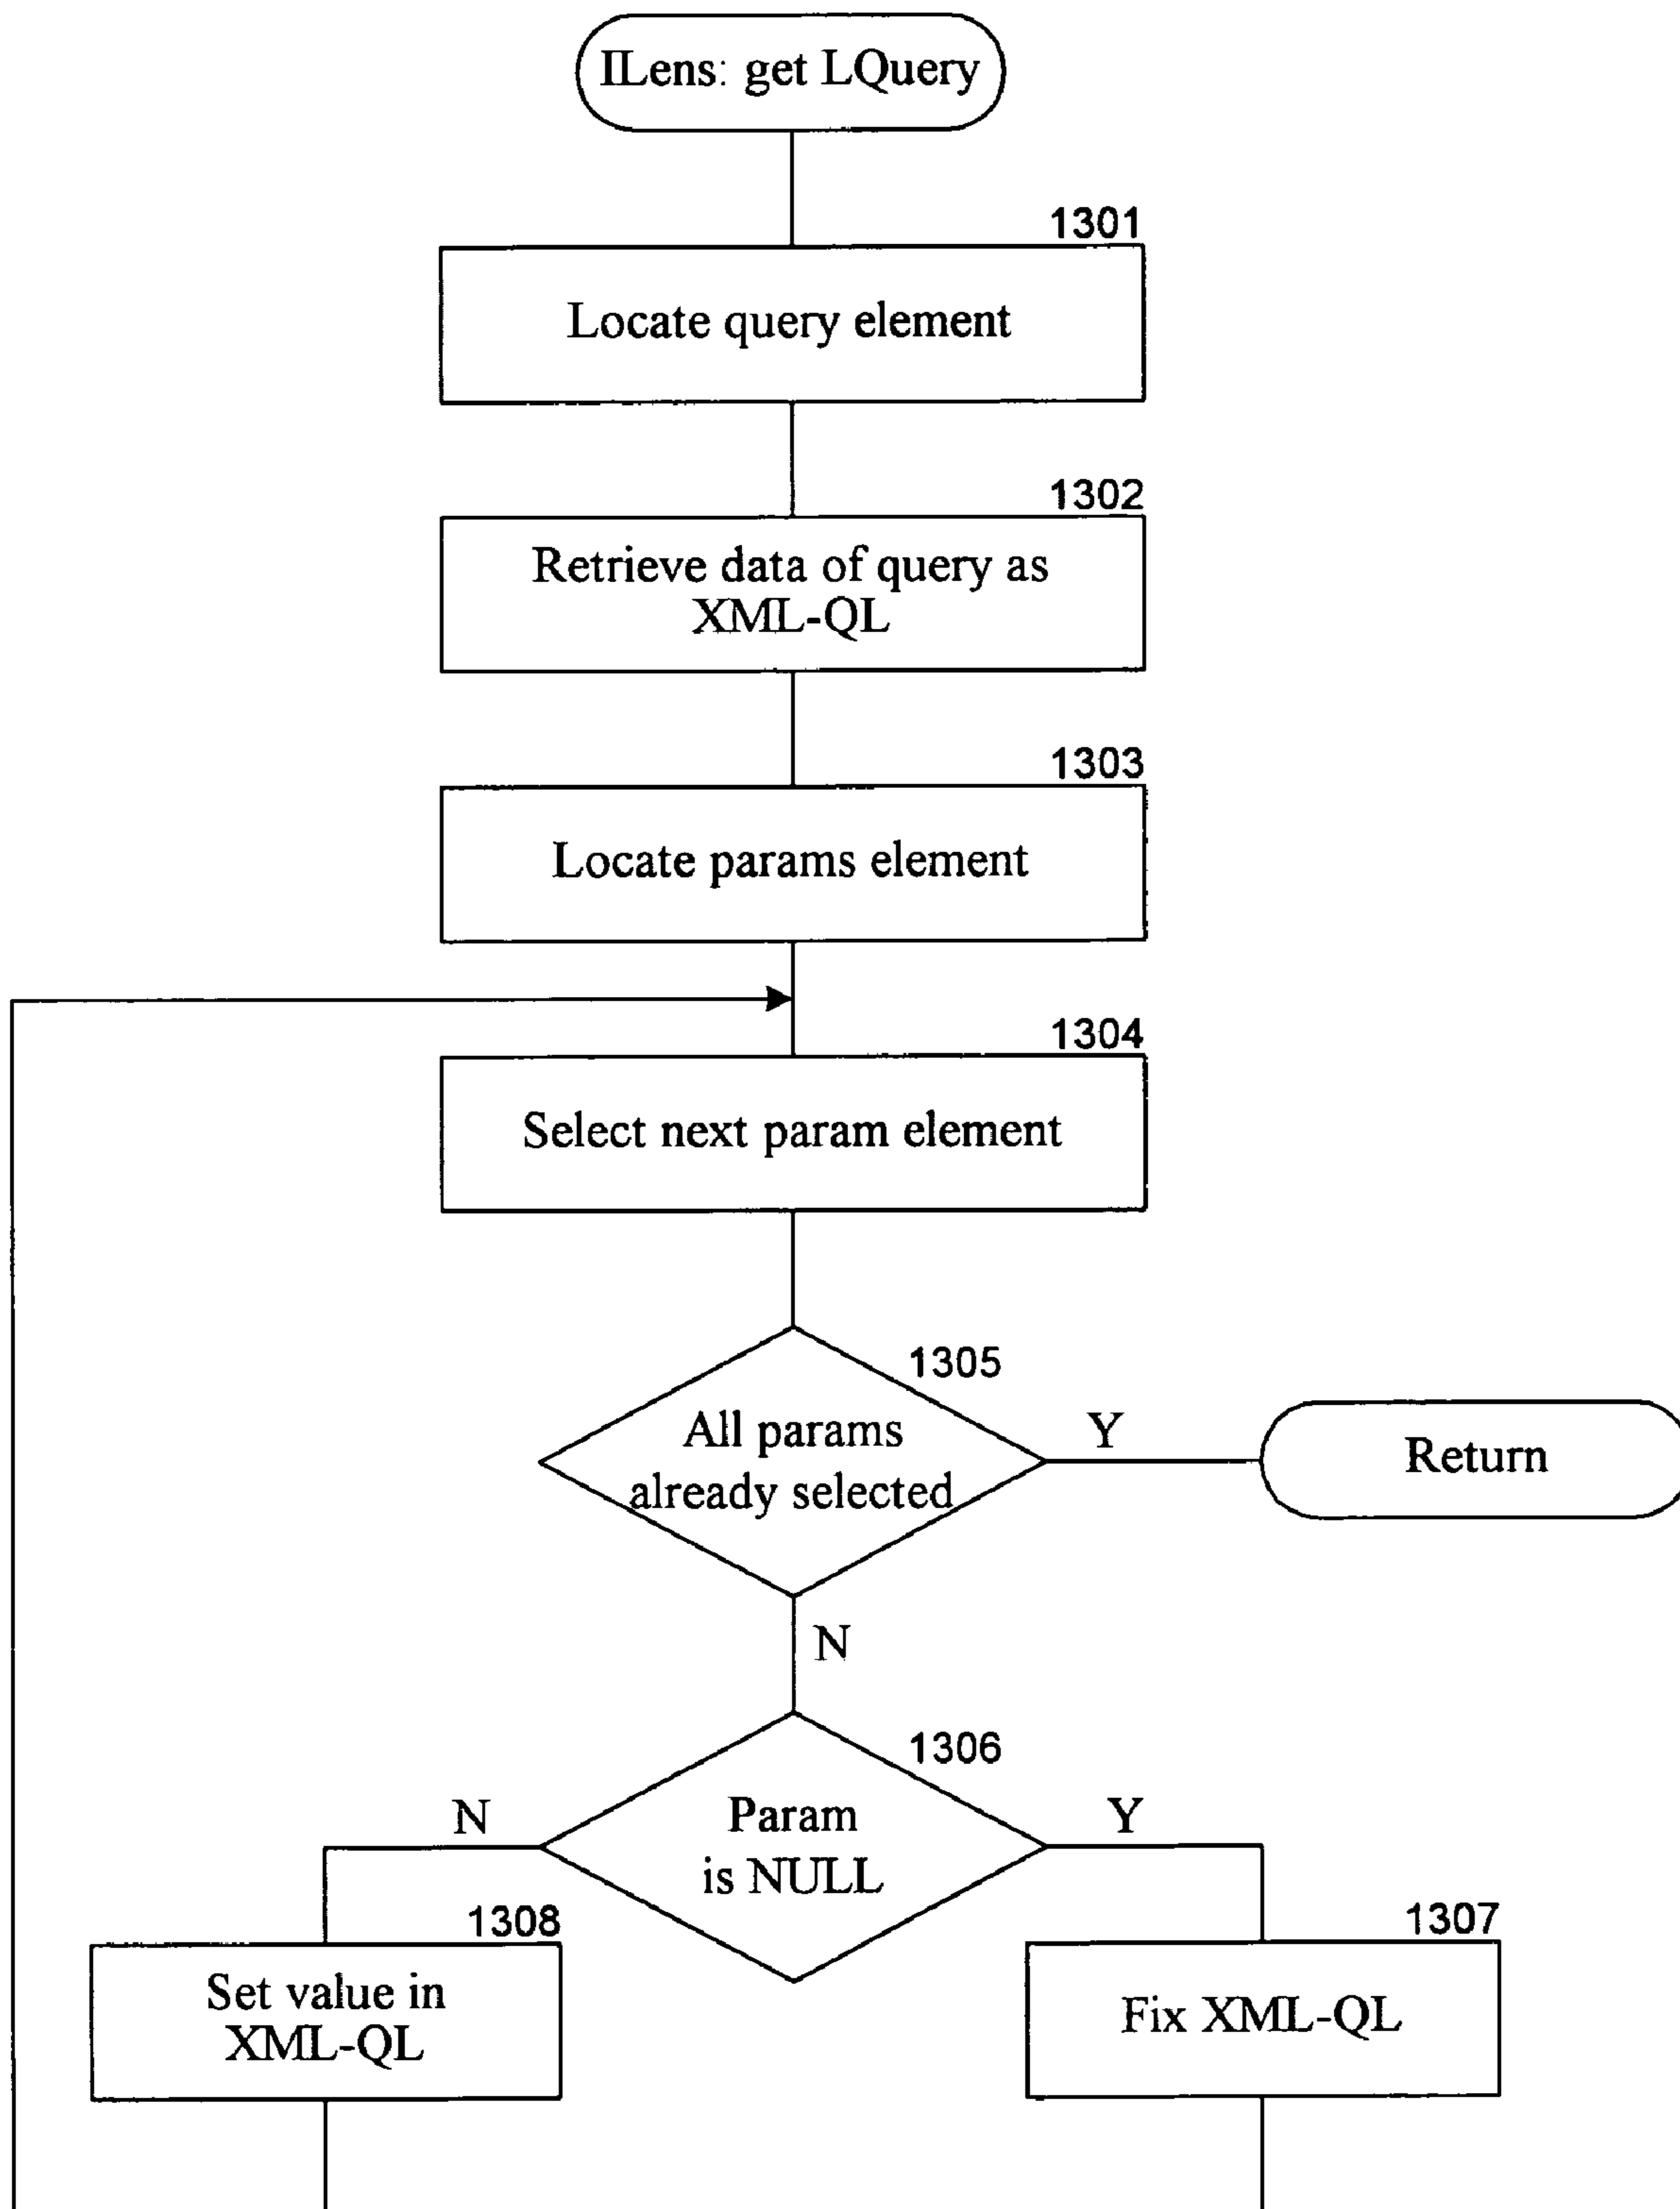 ILens: get LQuery
1301
Locate query element
1302
Retrieve data of query as
XML-QL
1303
Locate params element
1304
Select next param element
1305
All params
already selected
Y
Return
N
1306
Param
is NULL
N
Y
1308
Set value in
XML-QL
1307
Fix XML-QL